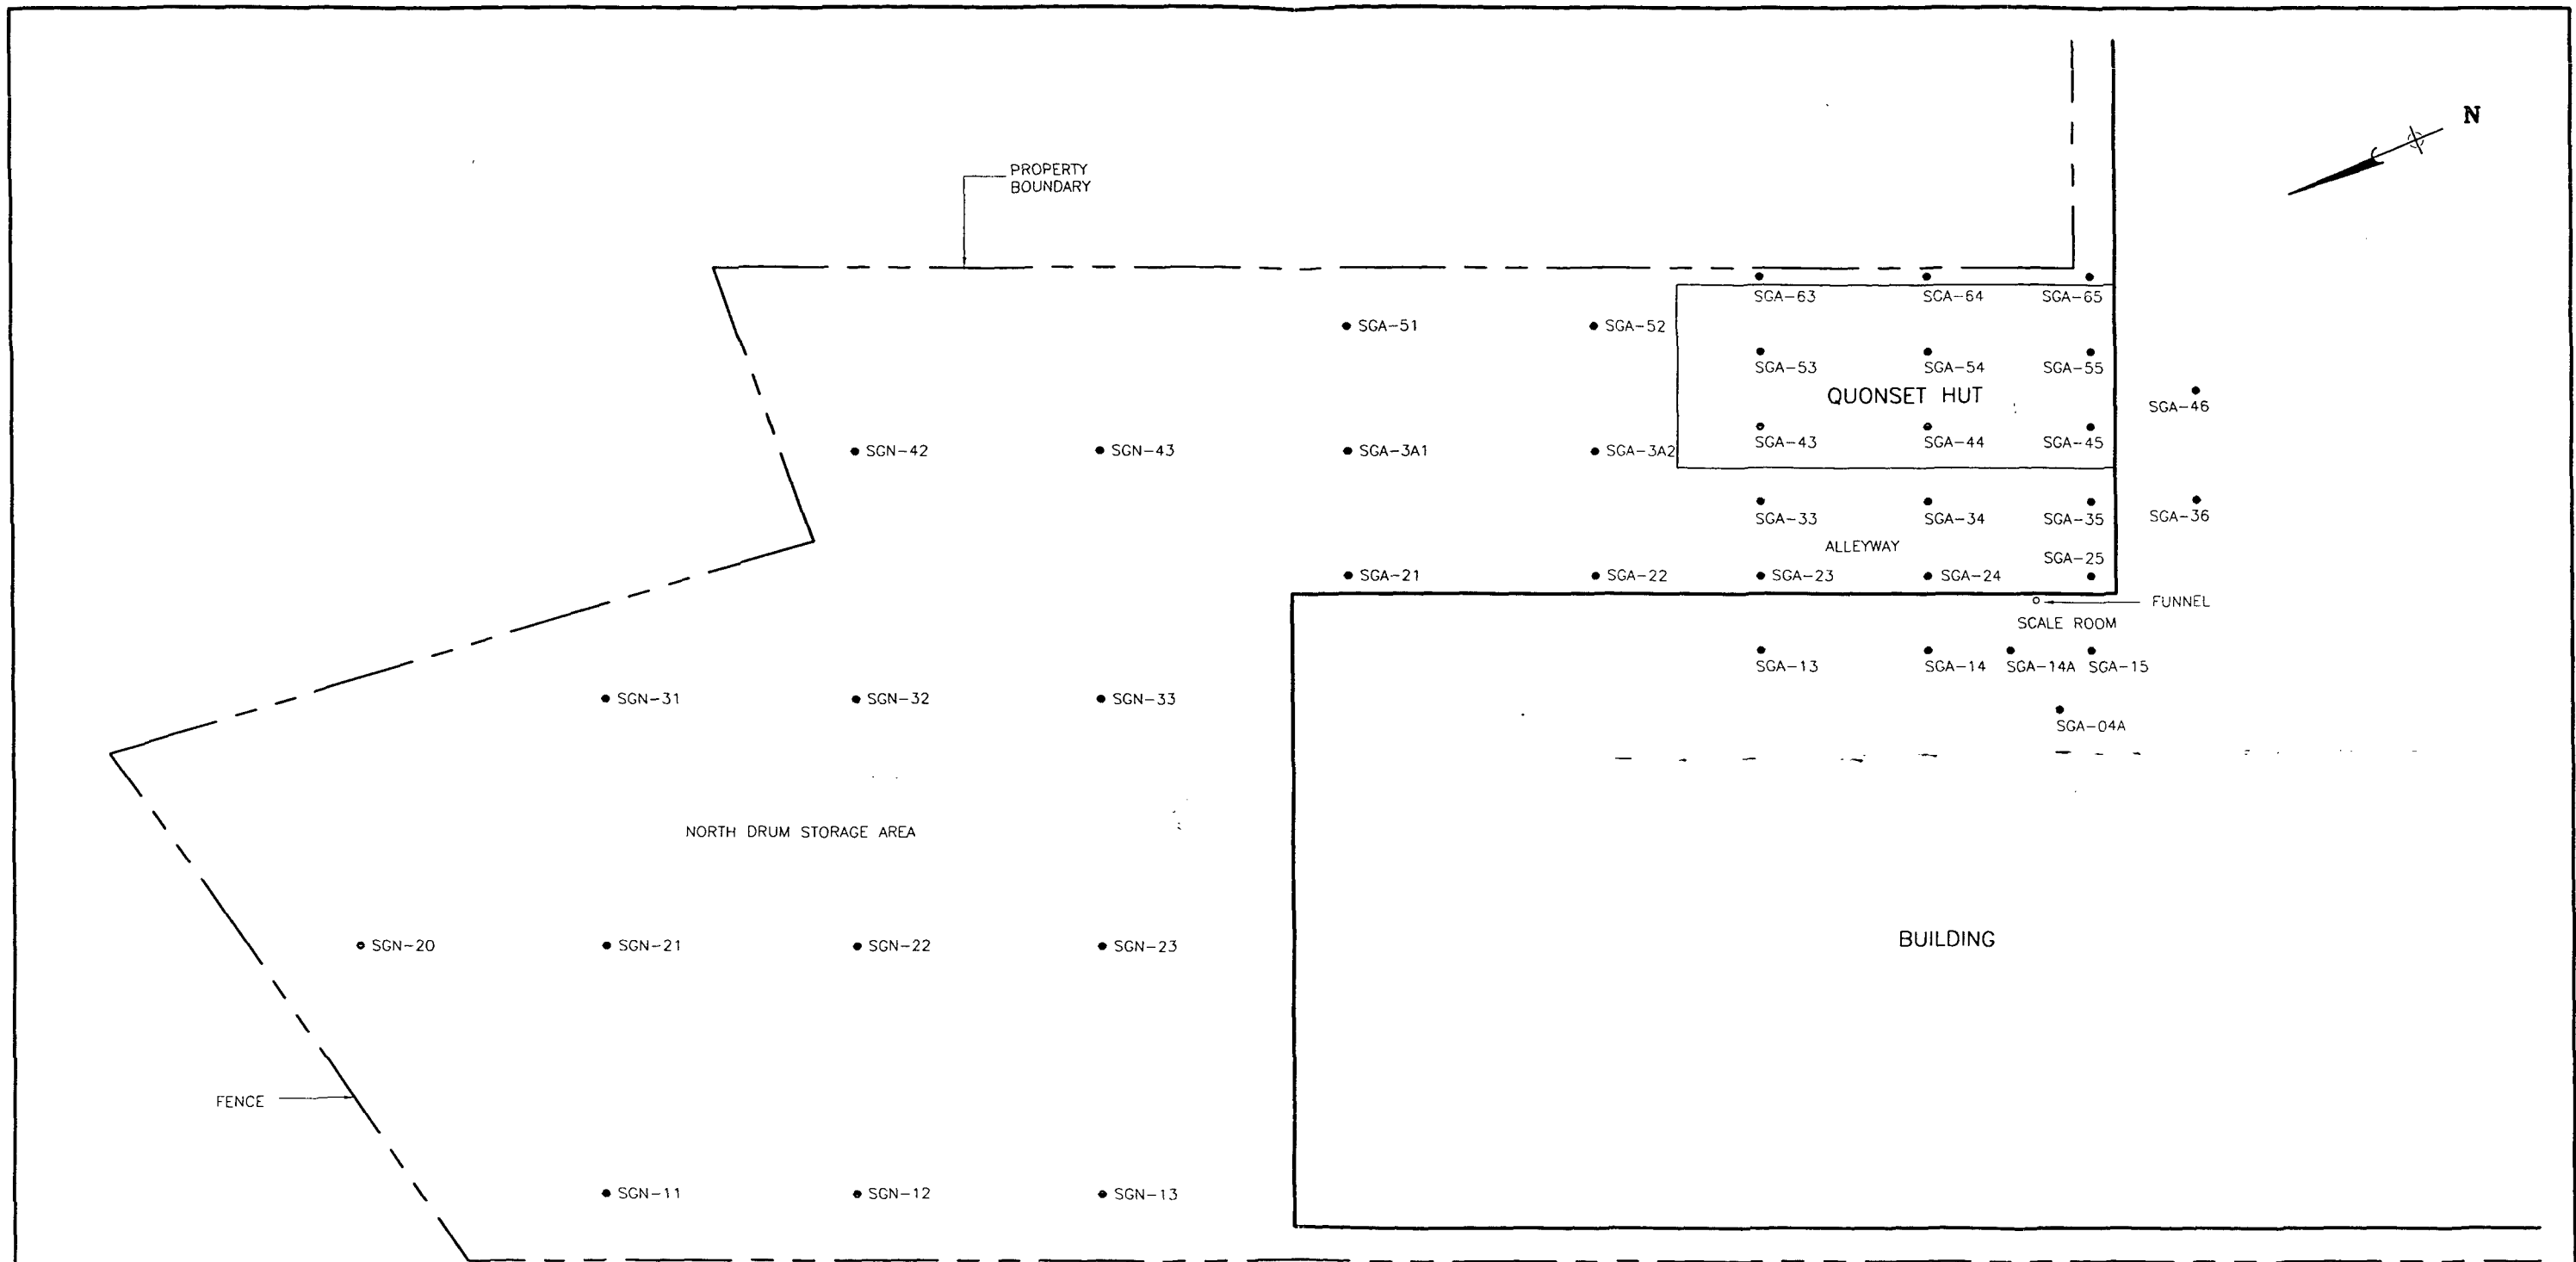 N
PROPERTY
BOUNDARY
SGA-63
SGA-64
SGA-65
SGA-51
SGA-52
SGA-53
SGA-54
SGA-55
QUONSET HUT
SGA-46
SGN-42
SGN-43
SGA-3A1
SGA-3A2
SGA-43
SGA-44
SGA-45
SGA-33
SGA-34
SGA-35
SGA-36
ALLEYWAY
SGA-25
SGA-21
SGA-22
SGA-23
SGA-24
FUNNEL
SCALE ROOM
SGA-13
SGA-14
SGA-14A
SGA-15
SGN-31
SGN-32
SGN-33
SGA-04A
NORTH DRUM STORAGE AREA
SGN-20
SGN-21
SGN-22
SGN-23
BUILDING
FENCE
SGN-11
SGN-12
SGN-13